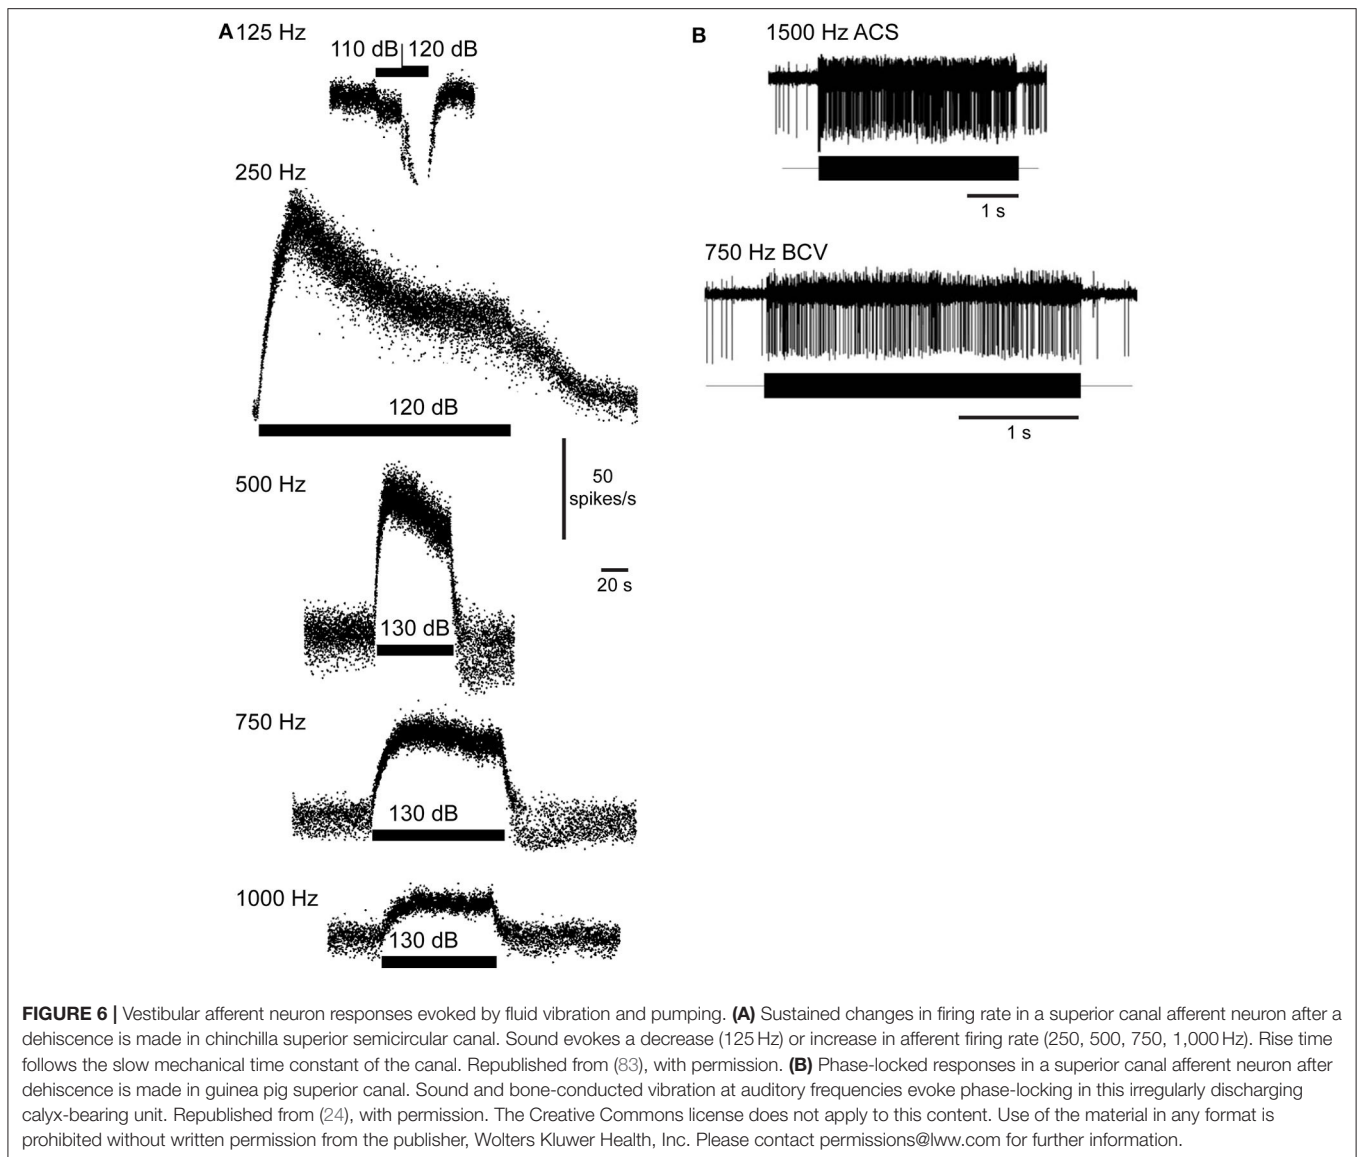 A 125 Hz
110 dB 120 dB
250 Hz
120 dB
50
spikes/s
500 Hz
20 s
130 dB
750 Hz
130 dB
1000 Hz
130 dB
B 1500 Hz ACS
1 s
750 Hz BCV
1 s
FIGURE 6 | Vestibular afferent neuron responses evoked by fluid vibration and pumping. (A) Sustained changes in firing rate in a superior canal afferent neuron after a
dehiscence is made in chinchilla superior semicircular canal. Sound evokes a decrease (125 Hz) or increase in afferent firing rate (250, 500, 750, 1,000 Hz). Rise time
follows the slow mechanical time constant of the canal. Republished from (83), with permission. (B) Phase-locked responses in a superior canal afferent neuron after
dehiscence is made in guinea pig superior canal. Sound and bone-conducted vibration at auditory frequencies evoke phase-locking in this irregularly discharging
calyx-bearing unit. Republished from (24), with permission. The Creative Commons license does not apply to this content. Use of the material in any format is
prohibited without written permission from the publisher, Wolters Kluwer Health, Inc. Please contact permissions@lww.com for further information.